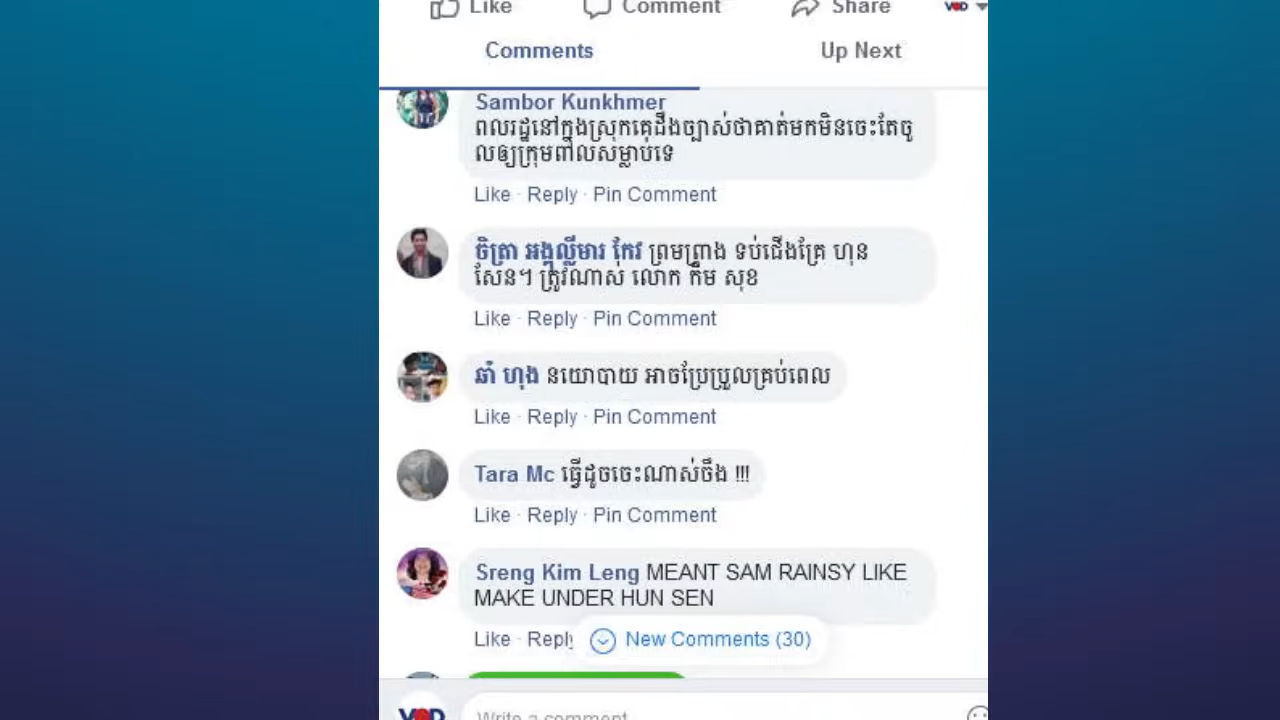 Like Comment Share VOD
Comments Up Next
Sambor Kunkhmer
ពលរដ្ឋនៅក្នុងស្រុកគេដឹងច្បាស់ថាគាត់មកមិនចេះតែចូ
លឲ្យក្រុមពាលសម្លាប់ទេ
Like · Reply · Pin Comment
ចិត្រា អង្គុល្លីមារ កែវ ព្រមព្រាង ទប់ជើងគ្រែ ហុន
សែន។ ត្រូវណាស់ លោក កឹម សុខ
Like · Reply · Pin Comment
ឆាំ ហុង នយោបាយ អាចប្រែប្រួលគ្រប់ពេល
Like · Reply · Pin Comment
Tara Mc ធ្វើដូចចេះណាស់ចឹង !!!
Like · Reply · Pin Comment
Sreng Kim Leng MEANT SAM RAINSY LIKE
MAKE UNDER HUN SEN
Like · Reply New Comments (30)
VOD Write a comment